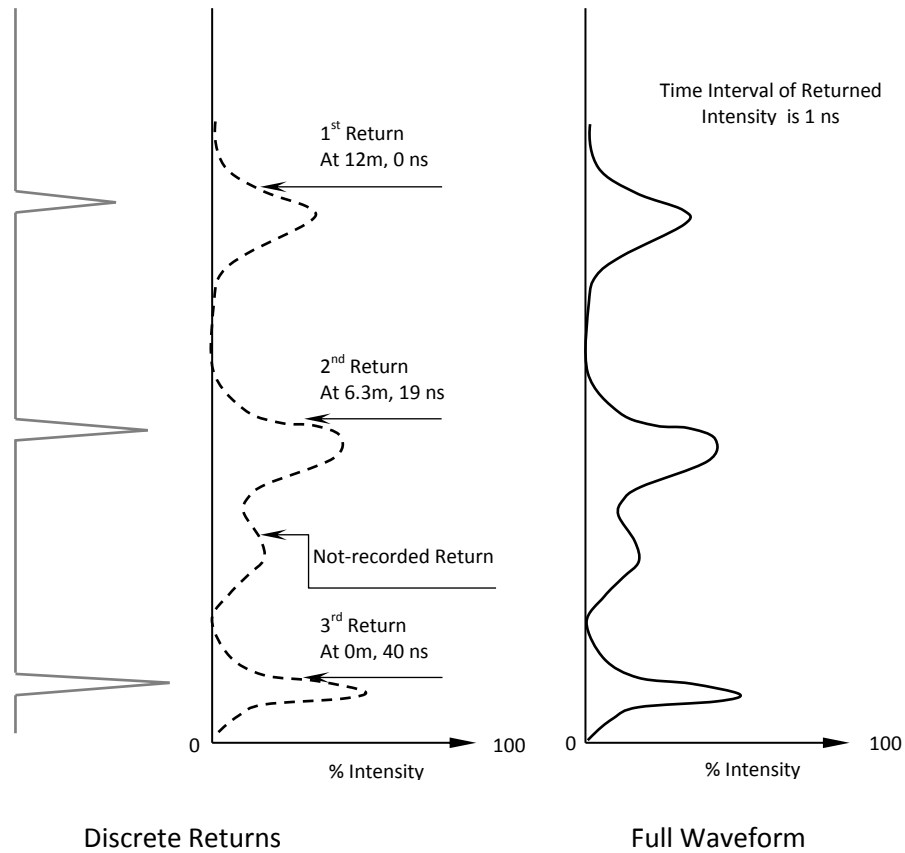 Time Interval of Returned
Intensity is 1 ns
1st Return
At 12m, 0 ns
2nd Return
At 6.3m, 19 ns
Not-recorded Return
3rd Return
At 0m, 40 ns
0
100
% Intensity
0
100
% Intensity
Discrete Returns
Full Waveform